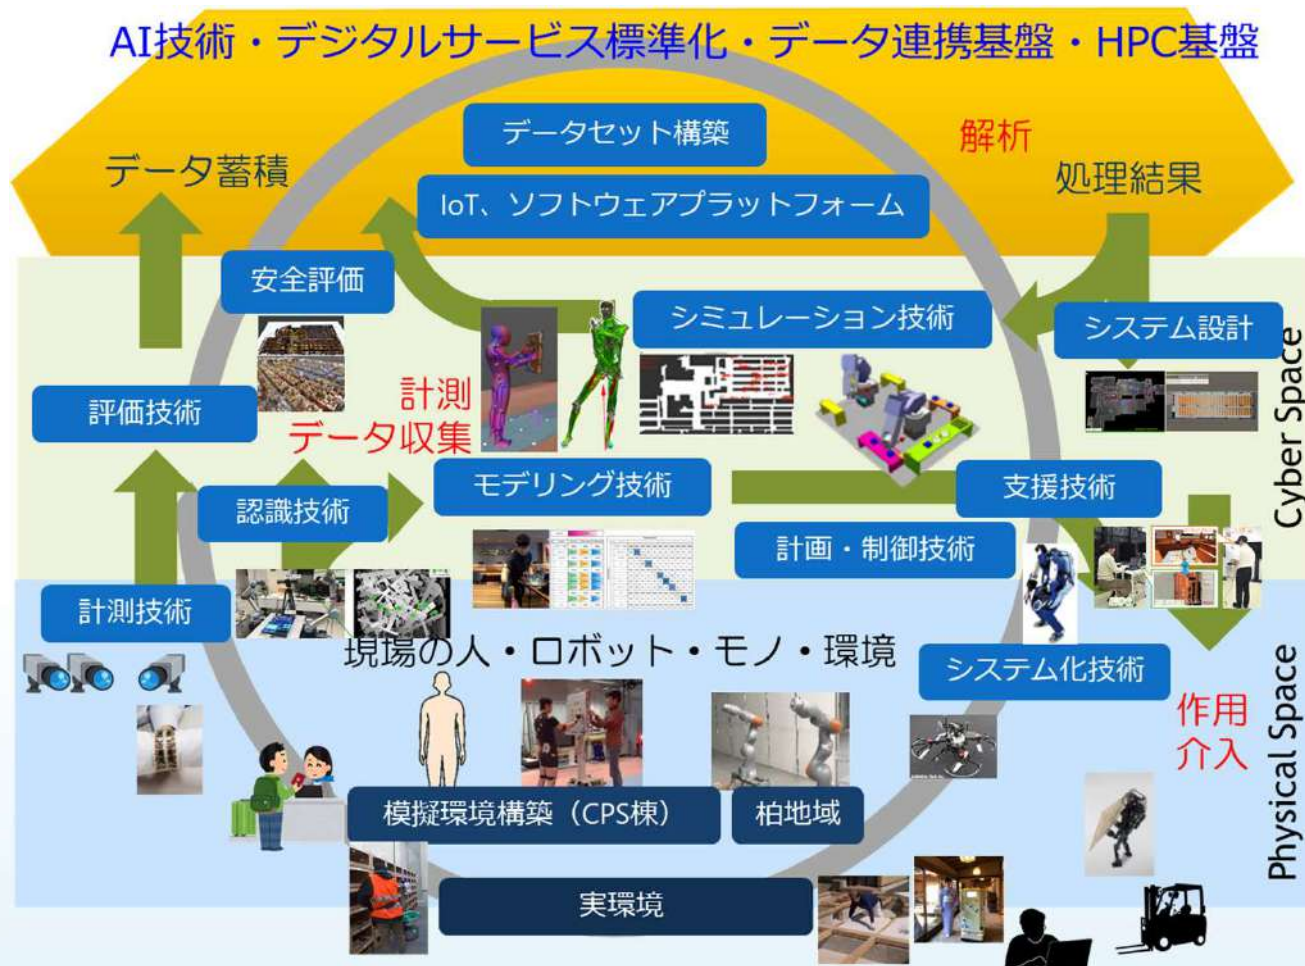 AI技術・デジタルサービス標準化・データ連携基盤・HPC基盤
データセット構築
解析
データ蓄積
処理結果
IoT、ソフトウェアプラットフォーム
安全評価
シミュレーション技術
システム設計
評価技術
計測
データ収集
Cyber Space
モデリング技術
支援技術
認識技術
計画・制御技術
計測技術
現場の人・ロボット・モノ・環境
システム化技術
作用
介入
Physical Space
模擬環境構築（CPS棟）
柏地域
実環境